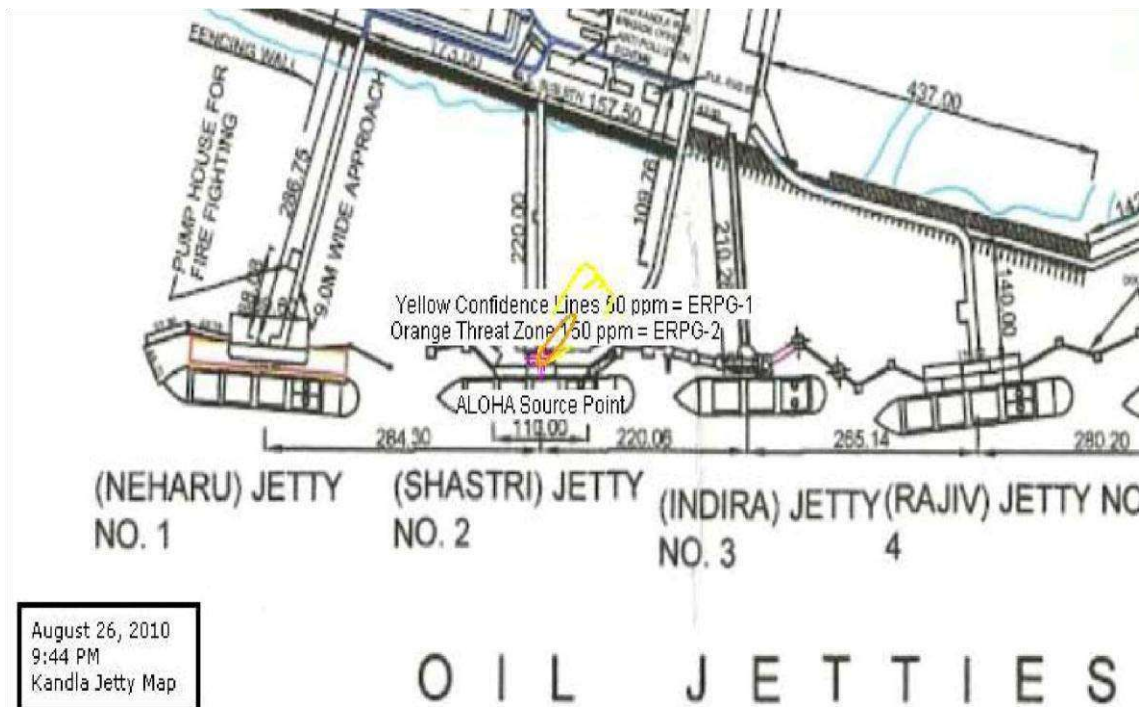 FENCING WALL
173.00
157.50
437.00
PUMP HOUSE FOR
FIRE FIGHTING
286.75
9.0M WIDE APPROACH
220.00
109.76
140.00
Yellow Confidence Lines 50 ppm = ERPG-1
Orange Threat Zone 150 ppm = ERPG-2
ALOHA Source Point
110.00
284.30
220.06
265.14
280.20
(NEHARU) JETTY
NO. 1
(SHASTRI) JETTY
NO. 2
(INDIRA) JETTY
NO. 3
(RAJIV) JETTY NO
4
August 26, 2010
9:44 PM
Kandla Jetty Map
OIL JETTIES